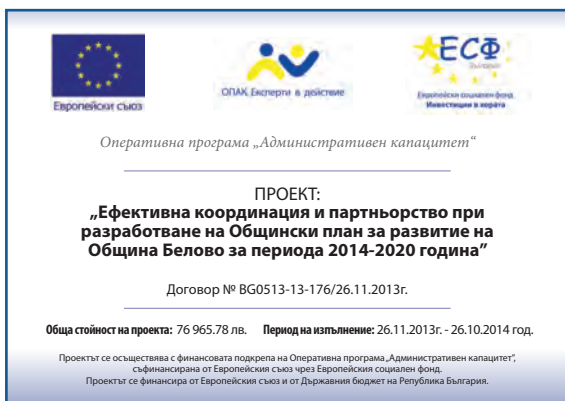 Европейски съюз
ОПАК Експерти в действие
ЕСФ
България
Европейски социален фонд
Инвестиции в хората
Оперативна програма „Административен капацитет“
ПРОЕКТ:
„Ефективна координация и партньорство при
разработване на Общински план за развитие на
Община Белово за периода 2014-2020 година”
Договор № BG0513-13-176/26.11.2013г.
Обща стойност на проекта: 76 965.78 лв. Период на изпълнение: 26.11.2013г. - 26.10.2014 год.
Проектът се осъществява с финансовата подкрепа на Оперативна програма „Административен капацитет”,
съфинансирана от Европейския съюз чрез Европейския социален фонд.
Проектът се финансира от Европейския съюз и от Държавния бюджет на Република България.